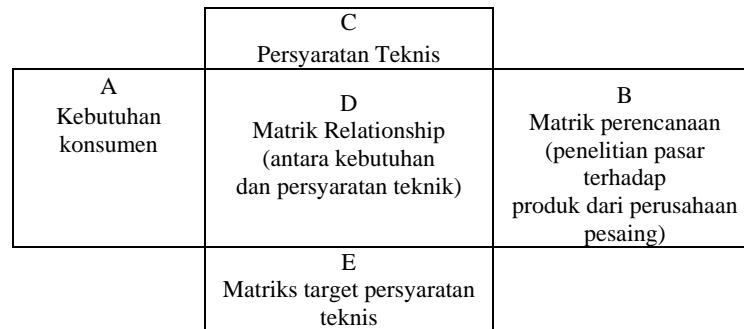 C
Persyaratan Teknis
A
Kebutuhan
konsumen
D
Matrik Relationship
(antara kebutuhan
dan persyaratan teknik)
B
Matrik perencanaan
(penelitian pasar
terhadap
produk dari perusahaan
pesaing)
E
Matriks target persyaratan
teknis